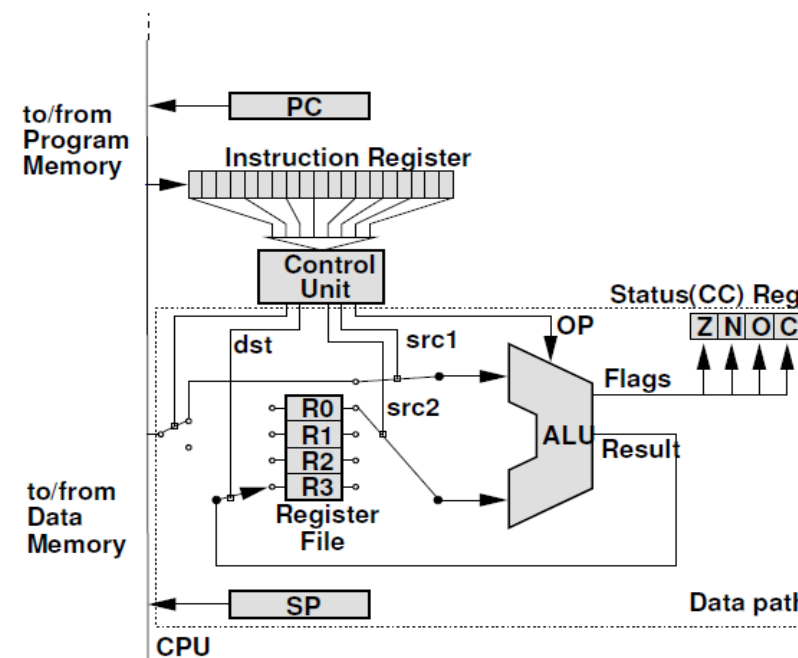 PC
to/from
Program
Memory
Instruction Register
Control
Unit
Status(CC) Reg
Z N O C
OP
dst
src1
Flags
R0
src2
R1
ALU
Result
R2
R3
to/from
Data
Memory
Register
File
SP
Data path
CPU